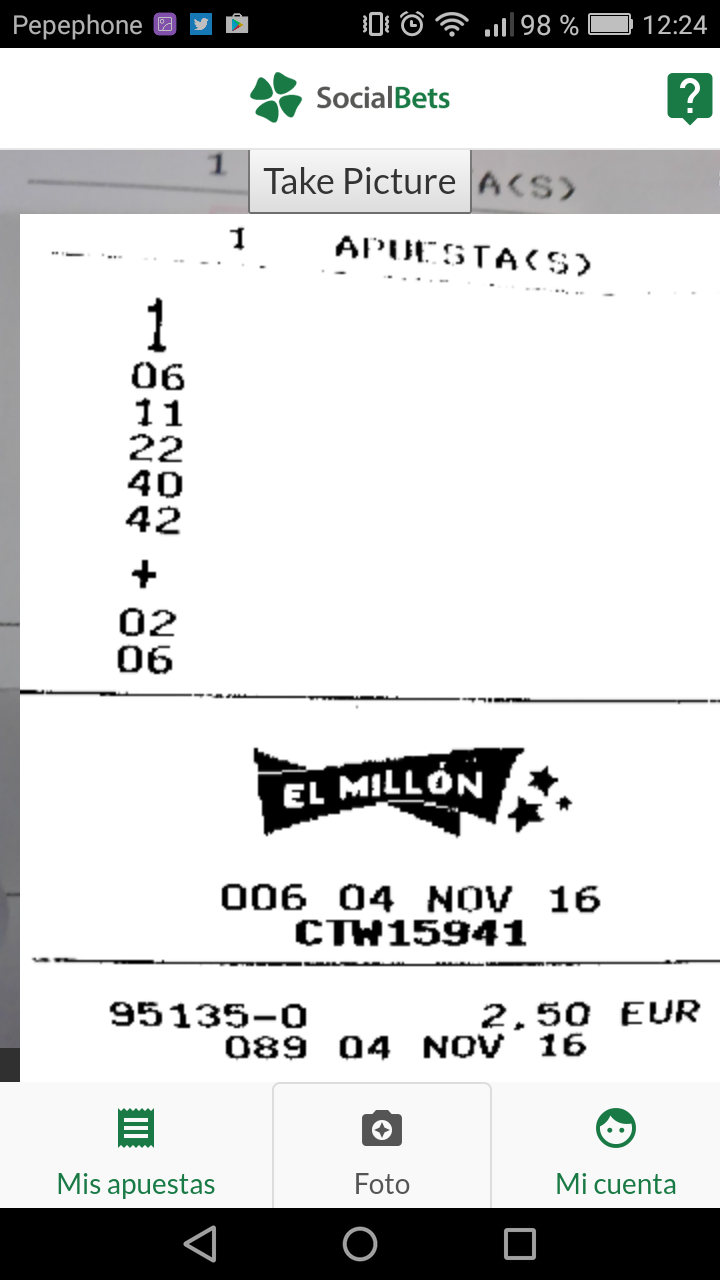 Pepephone 98 % 12:24
SocialBets
?
1 Take Picture A(S)
1 APUESTA(S)
1
06
11
22
40
42
+
02
06
EL MILLÓN
006 04 NOV 16
CTW15941
95135-0 2,50 EUR
089 04 NOV 16
Mis apuestas Foto Mi cuenta